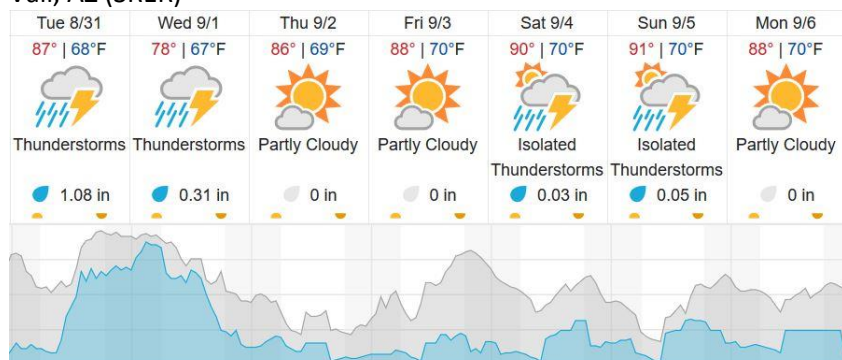 Vail, AZ (SRER)
Tue 8/31 Wed 9/1 Thu 9/2 Fri 9/3 Sat 9/4 Sun 9/5 Mon 9/6
87° | 68°F 78° | 67°F 86° | 69°F 88° | 70°F 90° | 70°F 91° | 70°F 88° | 70°F
Thunderstorms Thunderstorms Partly Cloudy Partly Cloudy Isolated Isolated Partly Cloudy
Thunderstorms Thunderstorms
1.08 in 0.31 in 0 in 0 in 0.03 in 0.05 in 0 in